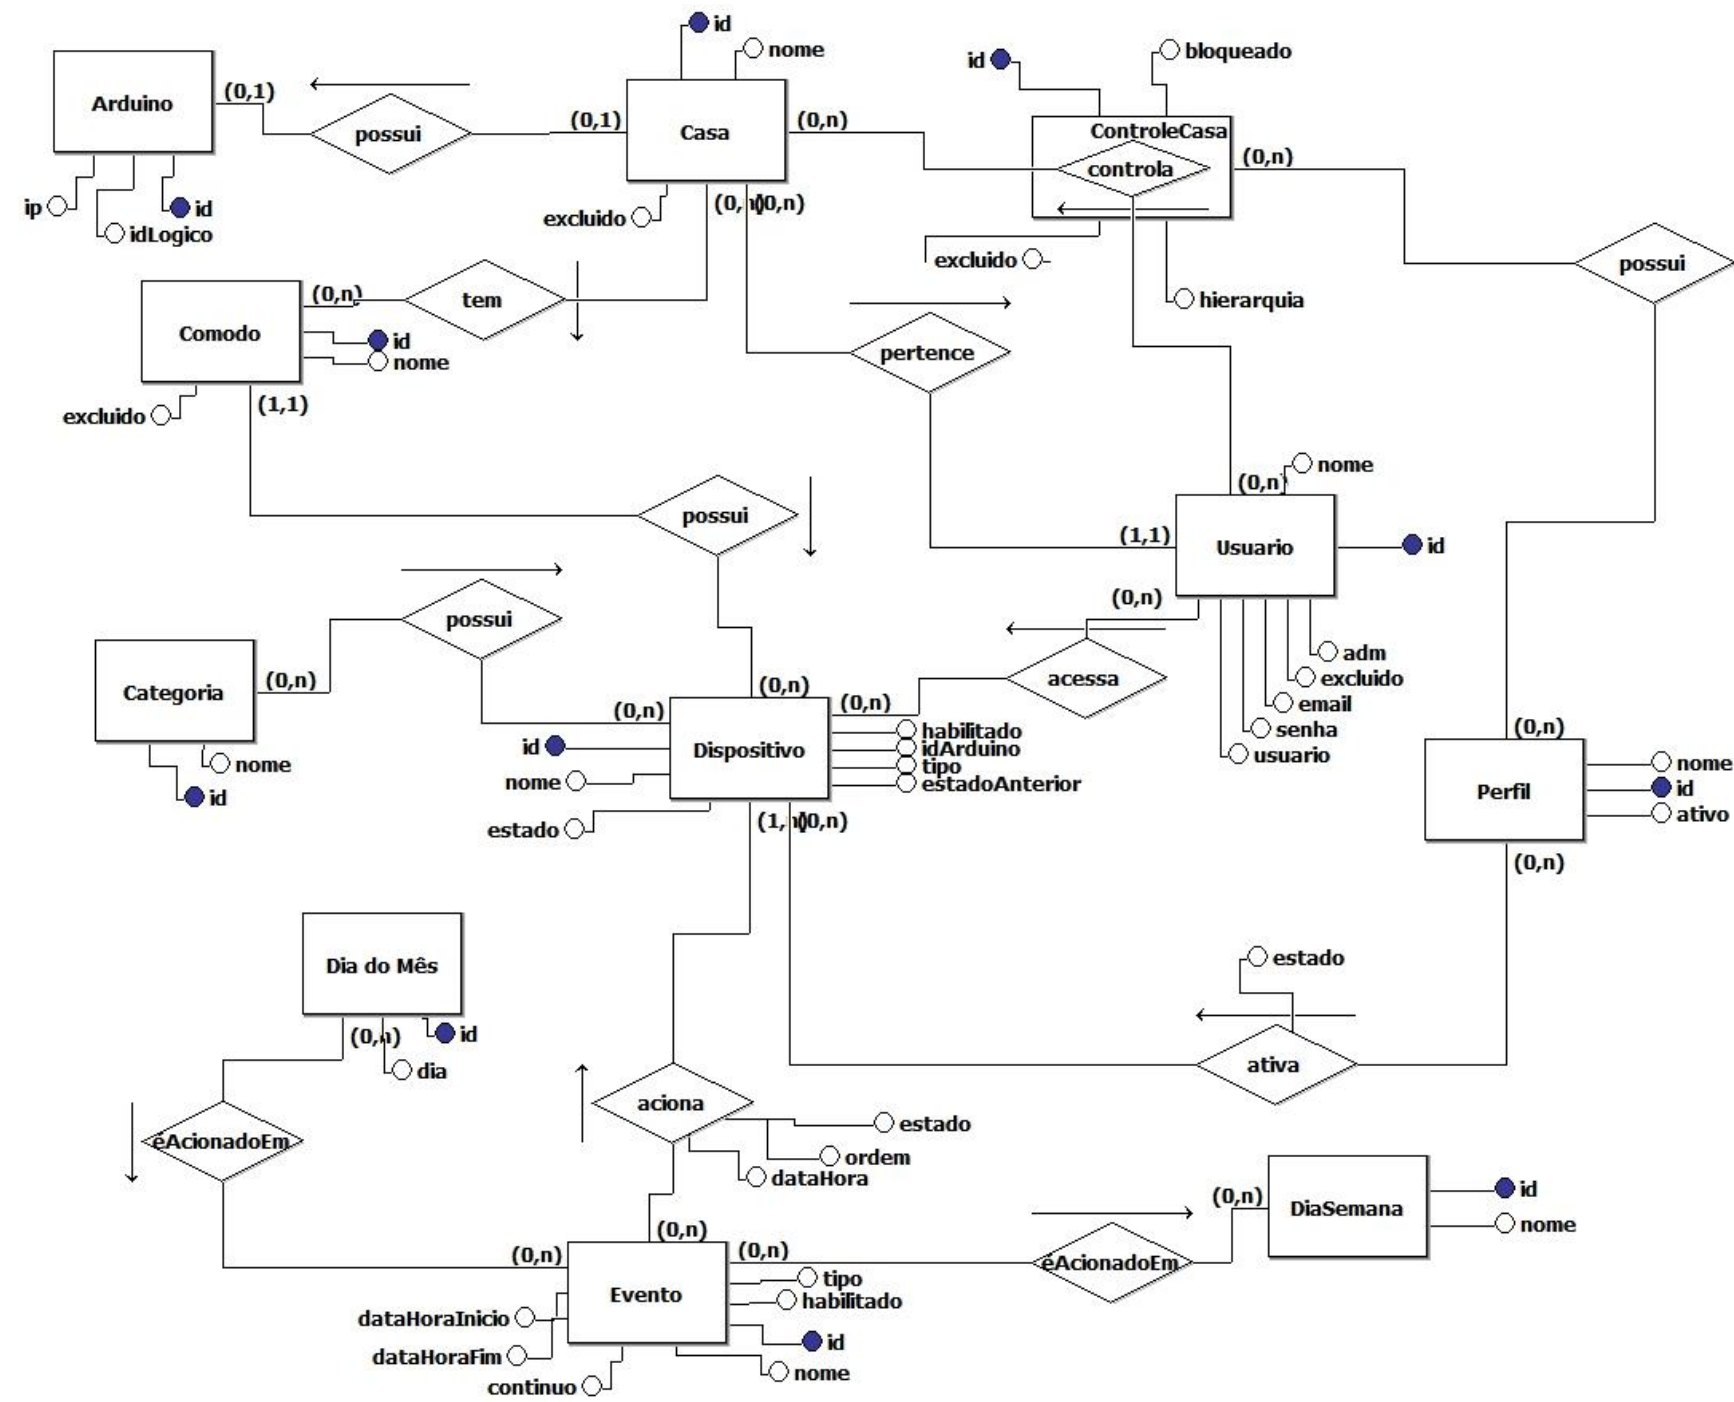 id
nome
bloqueado
id
Arduino
(0,1)
possui
(0,1)
Casa
(0,n)
ControleCasa
controla
(0,n)
ip
id
idLogico
excluido
(0,n)
(0,n)
excluido
hierarquia
possui
Comodo
(0,n)
tem
id
nome
excluido
(1,1)
pertence
nome
(0,n)
(1,1)
Usuario
id
possui
(0,n)
possui
acessa
adm
excluido
email
senha
usuario
Categoria
(0,n)
nome
id
(0,n)
(0,n)
(0,n)
Dispositivo
id
nome
estado
habilitado
idArduino
tipo
estadoAnterior
(1,n)
(0,n)
(0,n)
Perfil
nome
id
ativo
(0,n)
Dia do Mês
(0,n)
id
dia
estado
ativa
aciona
estado
ordem
dataHora
éAcionadoEm
(0,n)
(0,n)
(0,n)
(0,n)
DiaSemana
id
nome
éAcionadoEm
Evento
tipo
habilitado
id
nome
dataHoraInicio
dataHoraFim
continuo